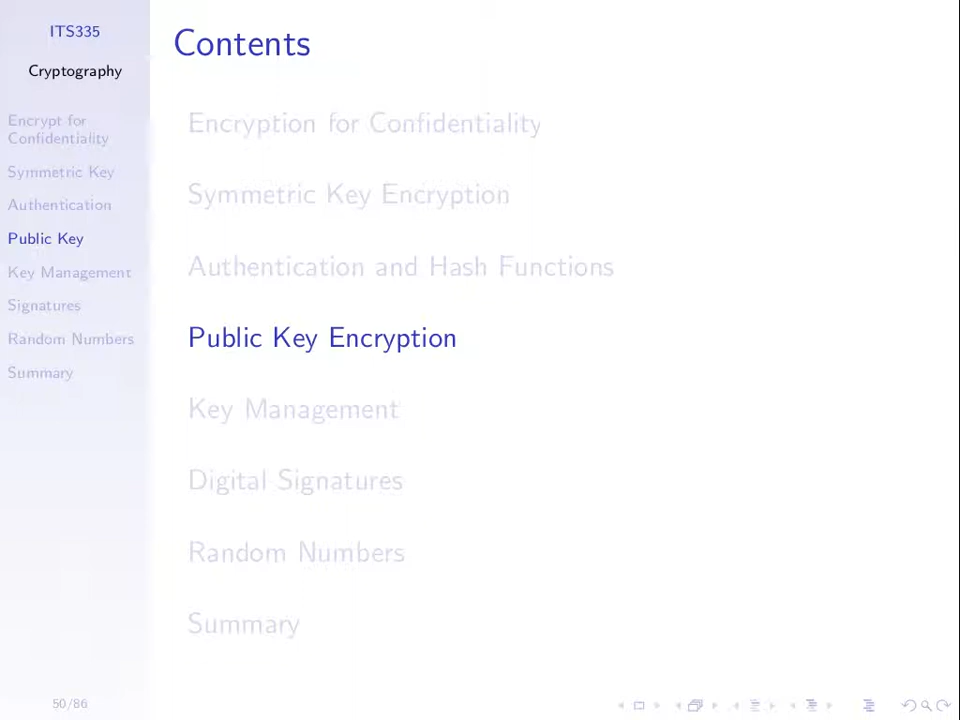 ITS335
Cryptography
Encrypt for
Confidentiality
Symmetric Key
Authentication
Public Key
Key Management
Signatures
Random Numbers
Summary
Contents
Encryption for Confidentiality
Symmetric Key Encryption
Authentication and Hash Functions
Public Key Encryption
Key Management
Digital Signatures
Random Numbers
Summary
50/86